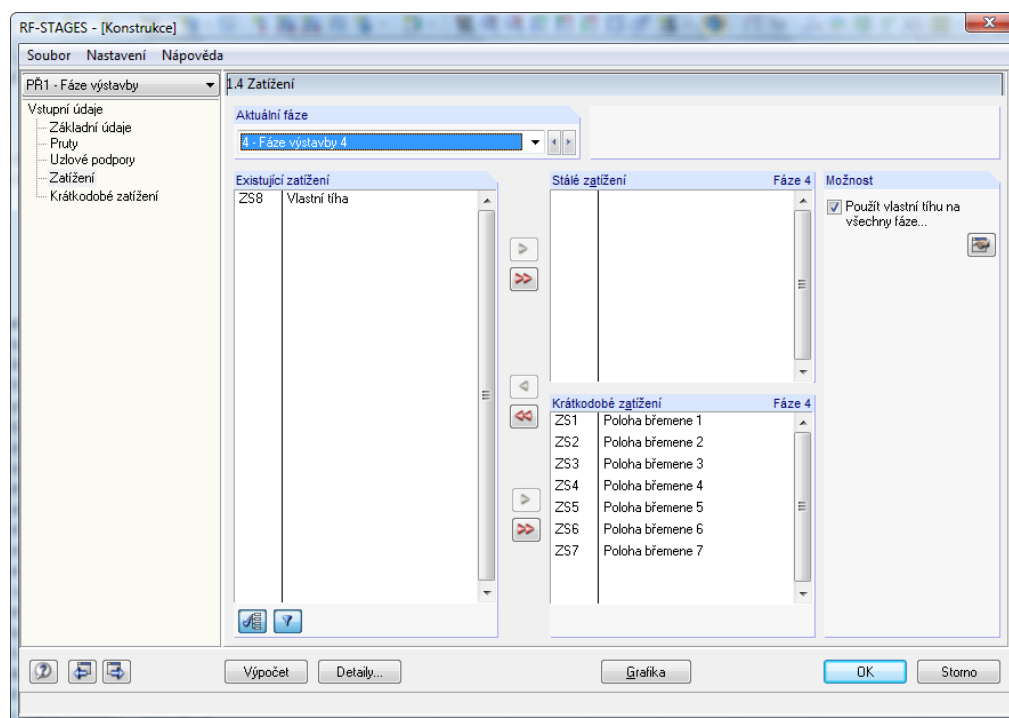 RF-STAGES - [Konstrukce]
Soubor Nastavení Nápověda
PŘ1 - Fáze výstavby
Vstupní údaje
Základní údaje
Pruty
Uzlové podpory
Zatížení
Krátkodobé zatížení
1.4 Zatížení
Aktuální fáze
4 - Fáze výstavby 4
Existující zatížení
ZS8 Vlastní tíha
Stálé zatížení Fáze 4
Krátkodobé zatížení Fáze 4
ZS1 Poloha břemene 1
ZS2 Poloha břemene 2
ZS3 Poloha břemene 3
ZS4 Poloha břemene 4
ZS5 Poloha břemene 5
ZS6 Poloha břemene 6
ZS7 Poloha břemene 7
Možnost
Použít vlastní tíhu na
všechny fáze...
Výpočet Detaily... Grafika OK Storno